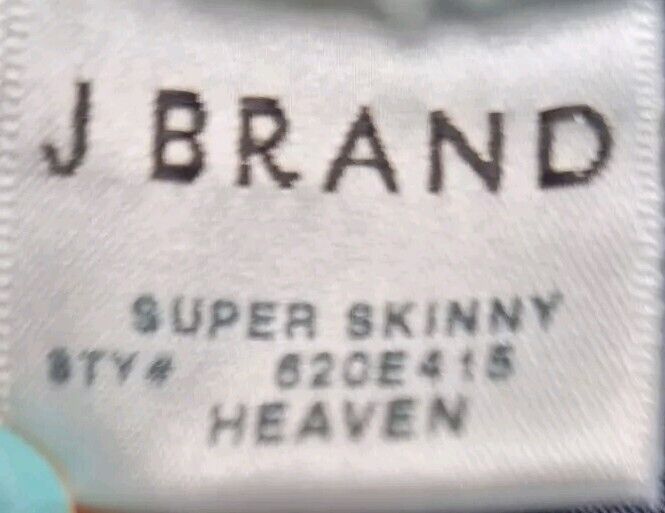 J BRAND
SUPER SKINNY
STY# 620E415
HEAVEN